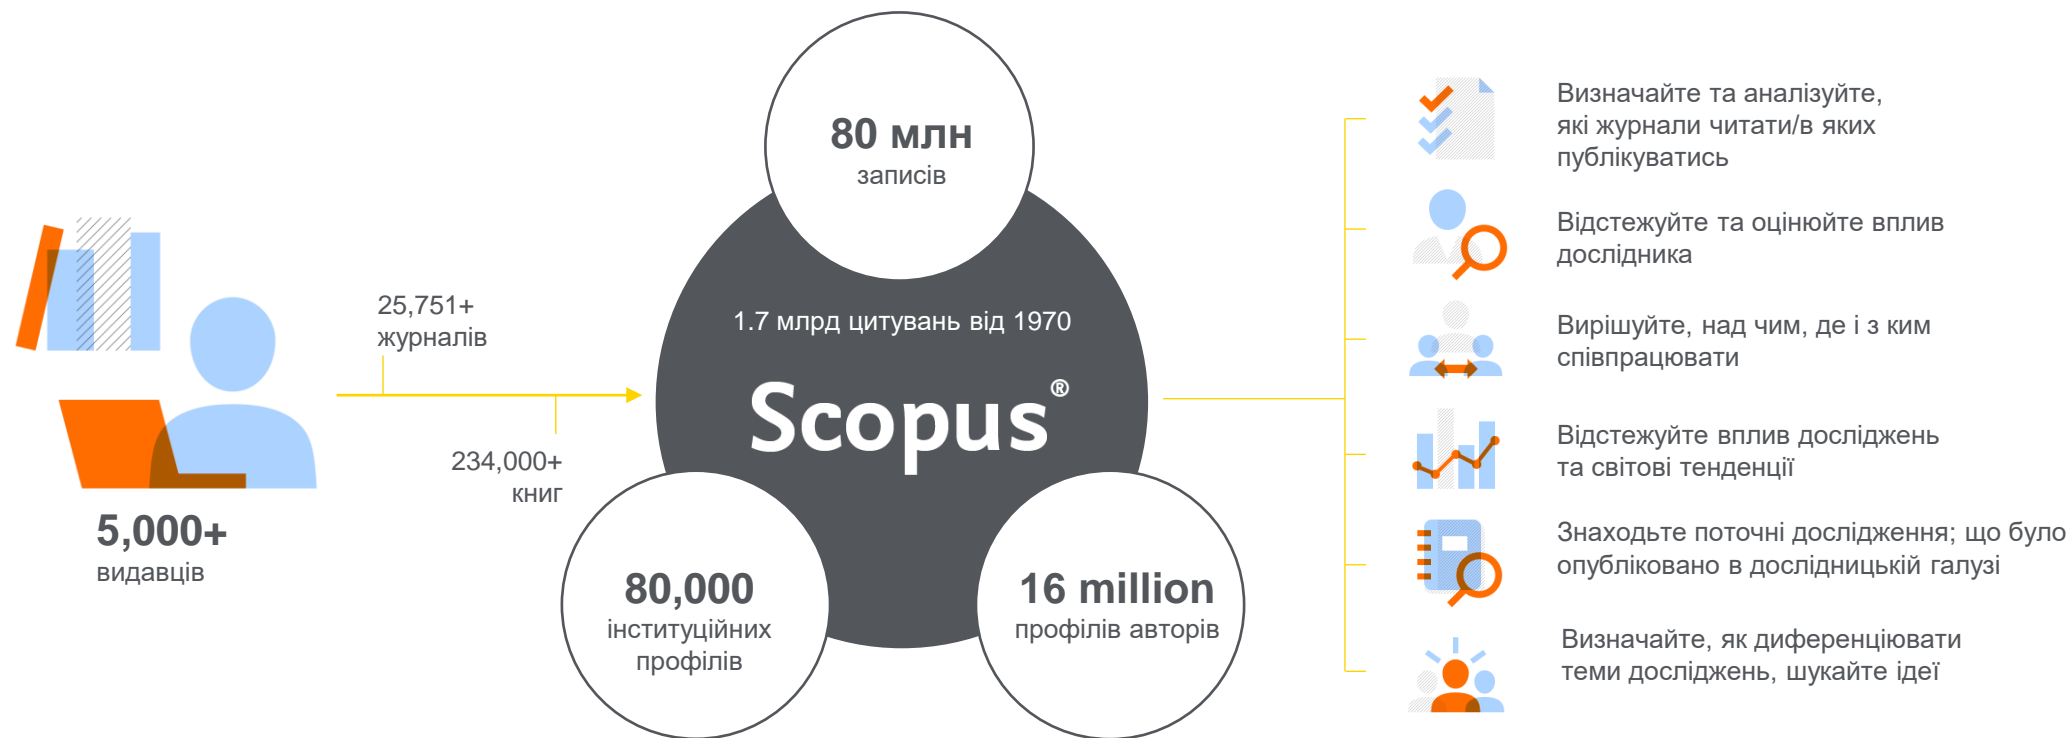 5,000+
видавців
25,751+
журналів
234,000+
книг
80 млн
записів
1.7 млрд цитувань від 1970
Scopus®
80,000
інституційних
профілів
16 million
профілів авторів
Визначайте та аналізуйте,
які журнали читати/в яких
публікуватись
Відстежуйте та оцінюйте вплив
дослідника
Вирішуйте, над чим, де і з ким
співпрацювати
Відстежуйте вплив досліджень
та світові тенденції
Знаходьте поточні дослідження; що було
опубліковано в дослідницькій галузі
Визначайте, як диференціювати
теми досліджень, шукайте ідеї